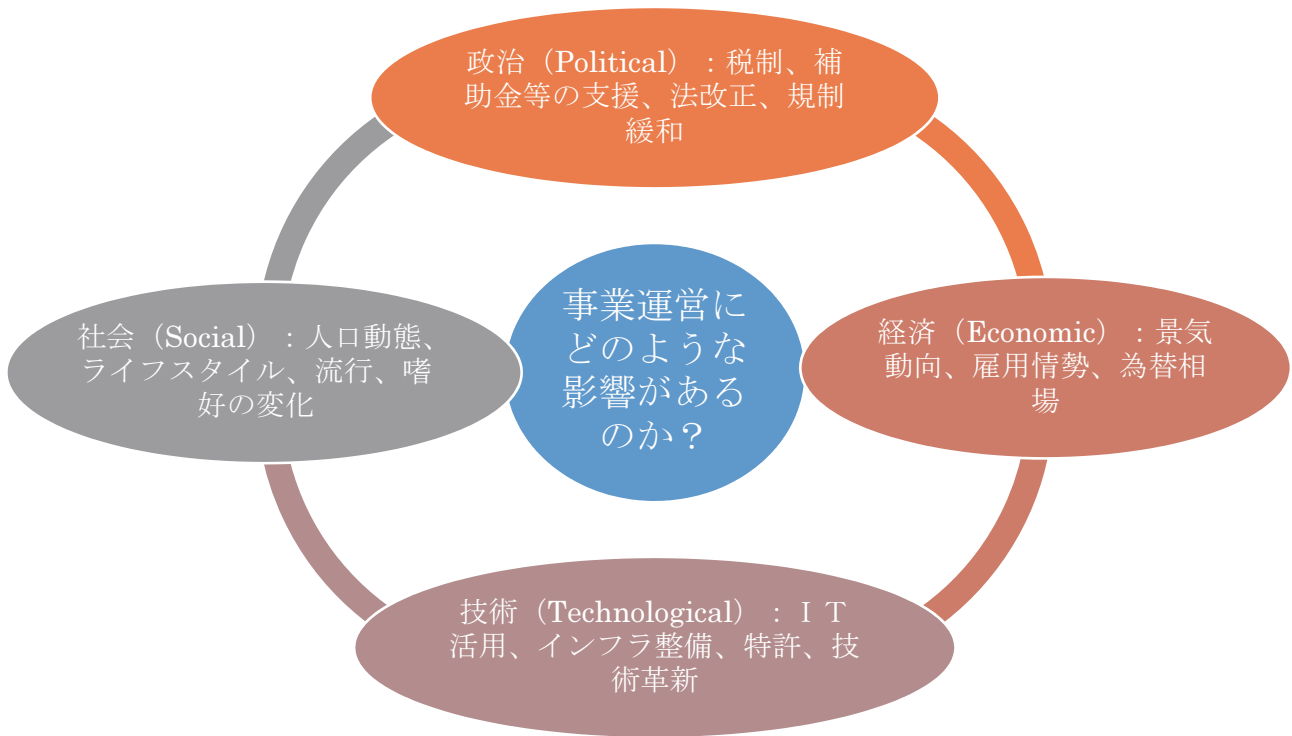 政治（Political）：税制、補
助金等の支援、法改正、規制
緩和
事業運営に
どのような
影響がある
のか？
社会（Social）：人口動態、
ライフスタイル、流行、嗜
好の変化
経済（Economic）：景気
動向、雇用情勢、為替相
場
技術（Technological）：ＩＴ
活用、インフラ整備、特許、技
術革新